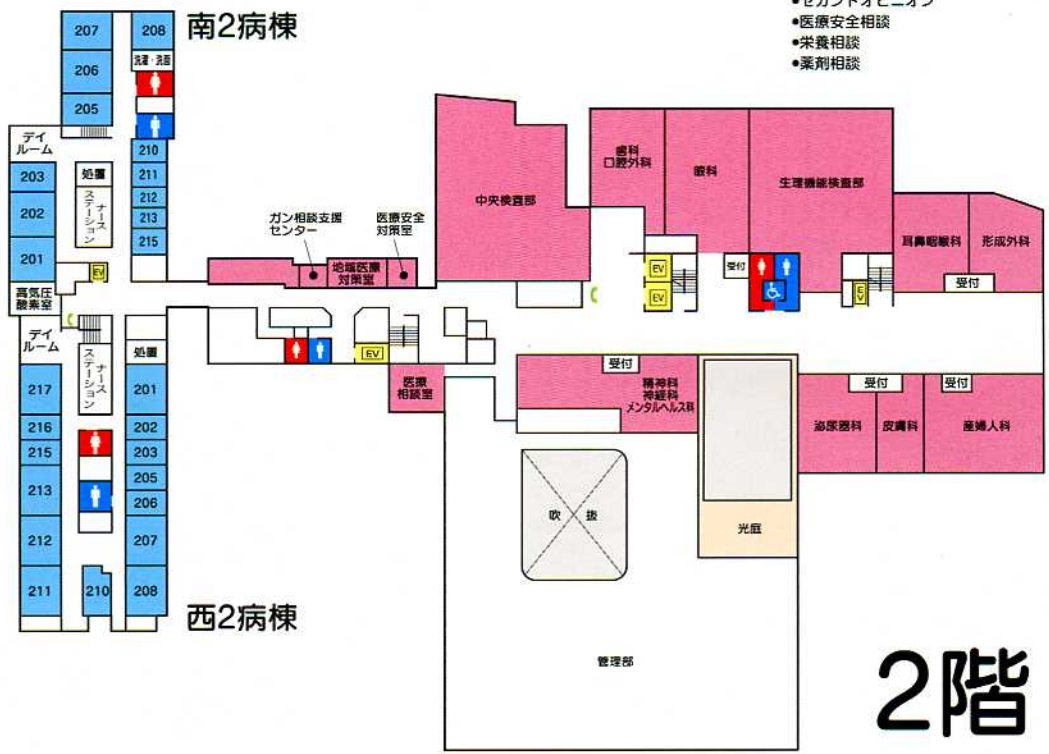 ●セカンドオピニオン
●医療安全相談
●栄養相談
●薬剤相談
南2病棟
207
208
206
洗濯・洗面
205
デイ
ルーム
処置
ナース
ステーション
210
203
211
202
212
213
201
215
EV
高気圧
酸素室
ガン相談支援
センター
医療安全
対策室
地域医療
対策室
中央検査部
歯科
口腔外科
眼科
生理機能検査部
耳鼻咽喉科
形成外科
受付
受付
EV
EV
EV
デイ
ルーム
ナース
ステーション
処置
217
201
216
202
215
203
213
205
206
212
207
211
210
208
西2病棟
EV
医療
相談室
受付
精神科
神経科
メンタルヘルス科
受付
受付
泌尿器科
皮膚科
産婦人科
吹抜
光庭
管理部
2階